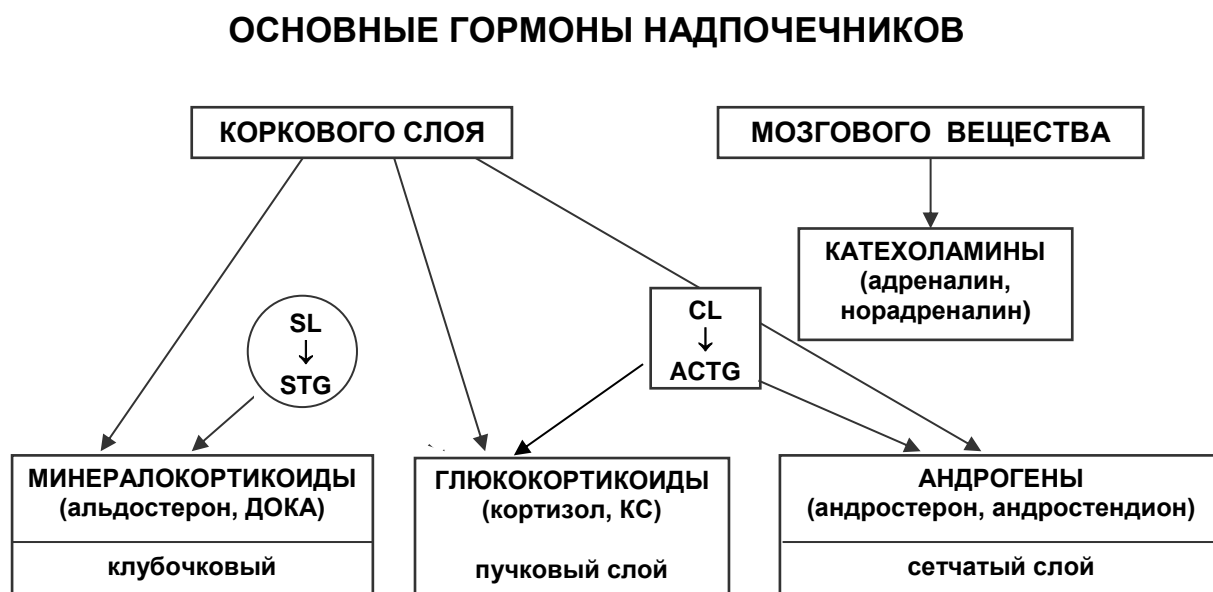 ОСНОВНЫЕ ГОРМОНЫ НАДПОЧЕЧНИКОВ
КОРКОВОГО СЛОЯ
МОЗГОВОГО ВЕЩЕСТВА
КАТЕХОЛАМИНЫ
(адреналин,
норадреналин)
SL
↓
STG
CL
↓
ACTG
МИНЕРАЛОКОРТИКОИДЫ
(альдостерон, ДОКА)
клубочковый
ГЛЮКОКОРТИКОИДЫ
(кортизол, КС)
пучковый слой
АНДРОГЕНЫ
(андростерон, андростендион)
сетчатый слой